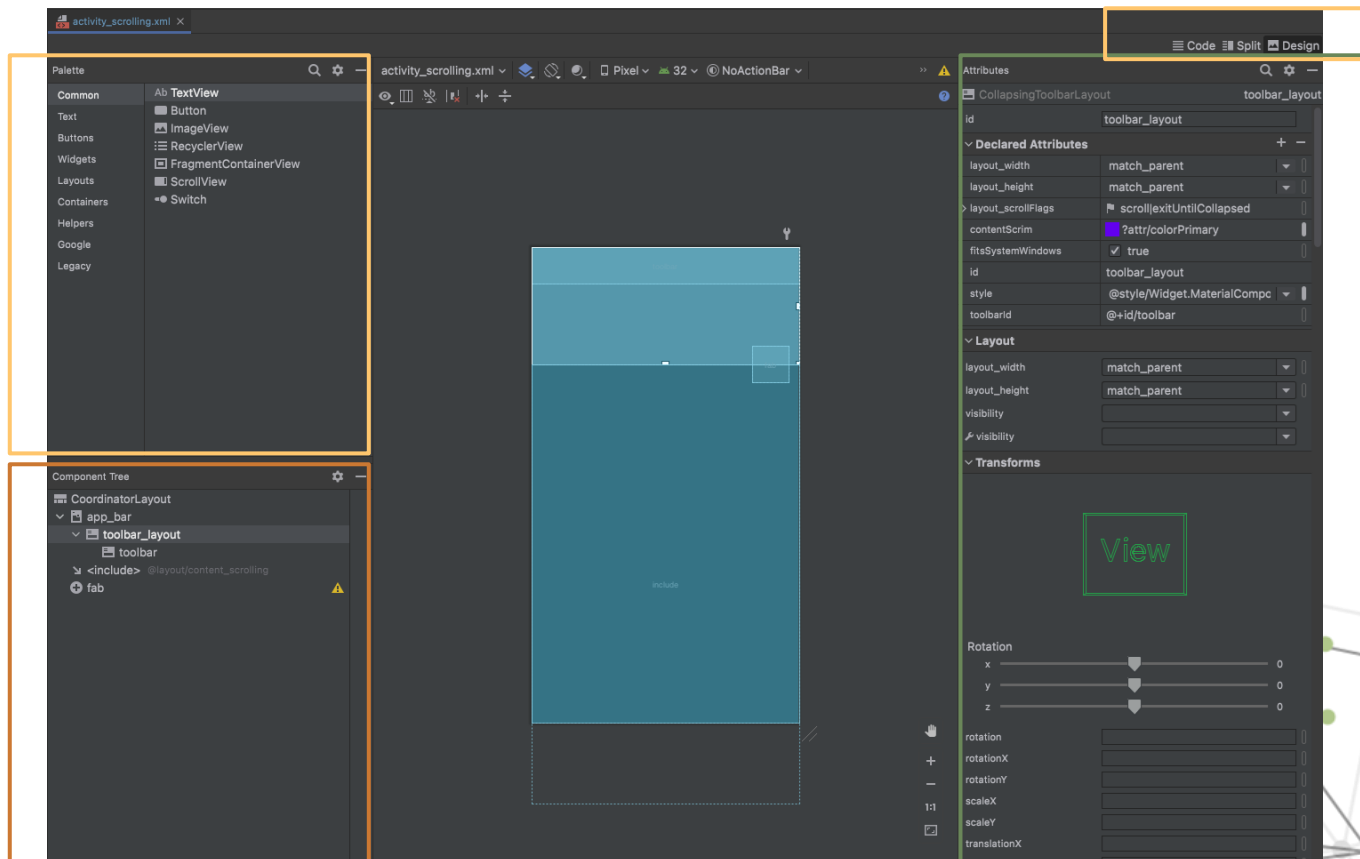 activity_scrolling.xml
Code Split Design
Palette
Common
Text
Buttons
Widgets
Layouts
Containers
Helpers
Google
Legacy
Ab TextView
Button
ImageView
RecyclerView
FragmentContainerView
ScrollView
Switch
activity_scrolling.xml Pixel 32 NoActionBar
include
1:1
Component Tree
CoordinatorLayout
app_bar
toolbar_layout
toolbar
<include> @layout/content_scrolling
fab
Attributes
CollapsingToolbarLayout toolbar_layout
id toolbar_layout
Declared Attributes
layout_width match_parent
layout_height match_parent
layout_scrollFlags scroll|exitUntilCollapsed
contentScrim ?attr/colorPrimary
fitsSystemWindows true
id toolbar_layout
style @style/Widget.MaterialCompc
toolbarId @+id/toolbar
Layout
layout_width match_parent
layout_height match_parent
visibility
visibility
Transforms
View
Rotation
x 0
y 0
z 0
rotation
rotationX
rotationY
scaleX
scaleY
translationX